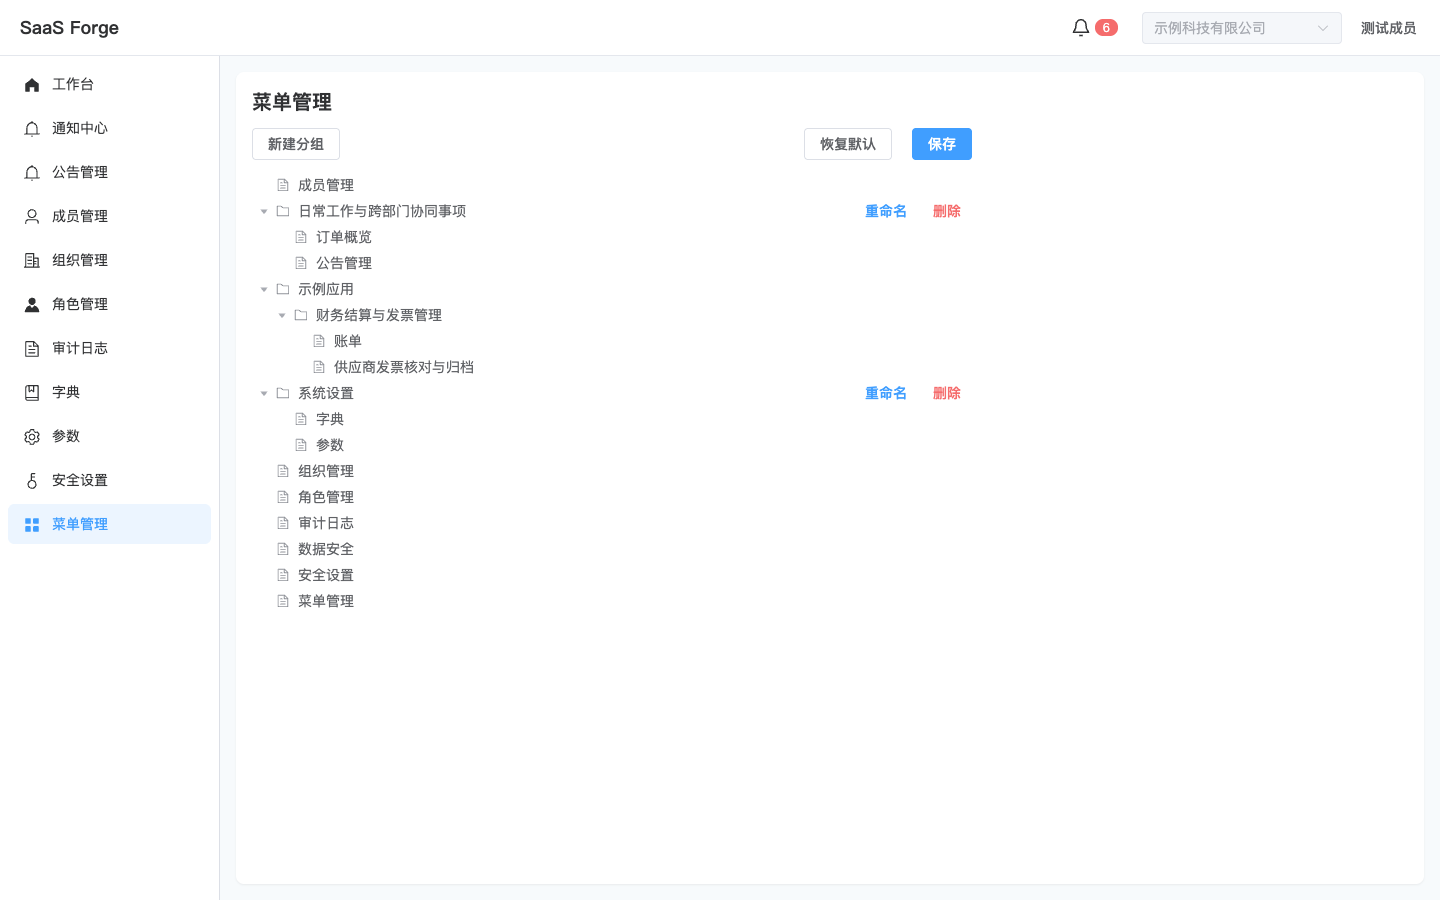 SaaS Forge
6
示例科技有限公司
测试成员
工作台
通知中心
公告管理
成员管理
组织管理
角色管理
审计日志
字典
参数
安全设置
菜单管理
菜单管理
新建分组
恢复默认
保存
成员管理
日常工作与跨部门协同事项 重命名 删除
订单概览
公告管理
示例应用
财务结算与发票管理
账单
供应商发票核对与归档
系统设置 重命名 删除
字典
参数
组织管理
角色管理
审计日志
数据安全
安全设置
菜单管理